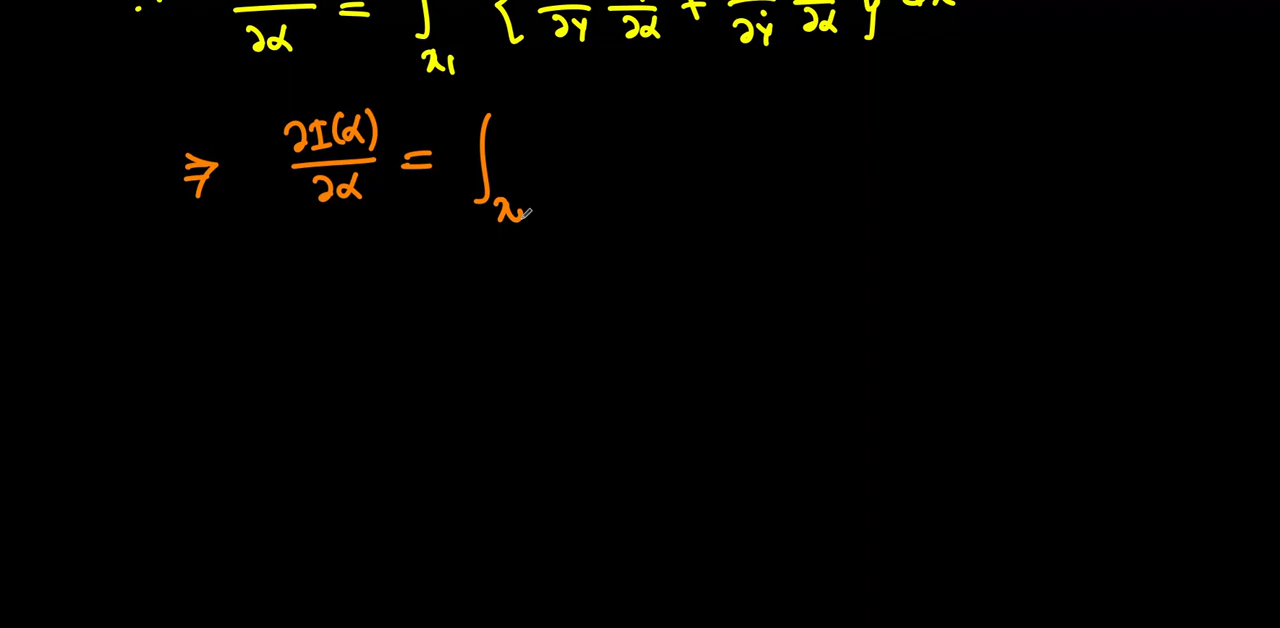 ∴ ∂α = ∫x₁ { ∂y ∂α + ∂ẏ ∂α } dx
⇒ ∂I(α)/∂α = ∫x₁